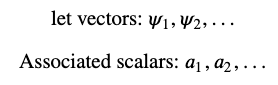 let vectors: ψ₁, ψ₂, . . .
Associated scalars: a₁, a₂, . . .